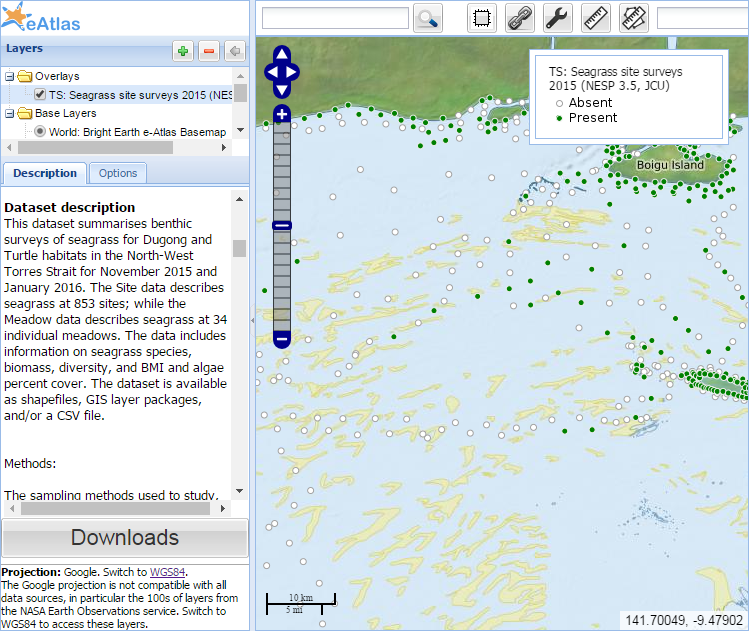 eAtlas
Layers
Overlays
TS: Seagrass site surveys 2015 (NES
Base Layers
World: Bright Earth e-Atlas Basemap
Description
Options
Dataset description
This dataset summarises benthic
surveys of seagrass for Dugong and
Turtle habitats in the North-West
Torres Strait for November 2015 and
January 2016. The Site data describes
seagrass at 853 sites; while the
Meadow data describes seagrass at 34
individual meadows. The data includes
information on seagrass species,
biomass, diversity, and BMI and algae
percent cover. The dataset is available
as shapefiles, GIS layer packages,
and/or a CSV file.
Methods:
The sampling methods used to study,
Downloads
Projection: Google. Switch to WGS84.
The Google projection is not compatible with all
data sources, in particular the 100s of layers from
the NASA Earth Observations service. Switch to
WGS84 to access these layers.
TS: Seagrass site surveys
2015 (NESP 3.5, JCU)
Absent
Present
Boigu Island
10 km
5 mi
141.70049, -9.47902